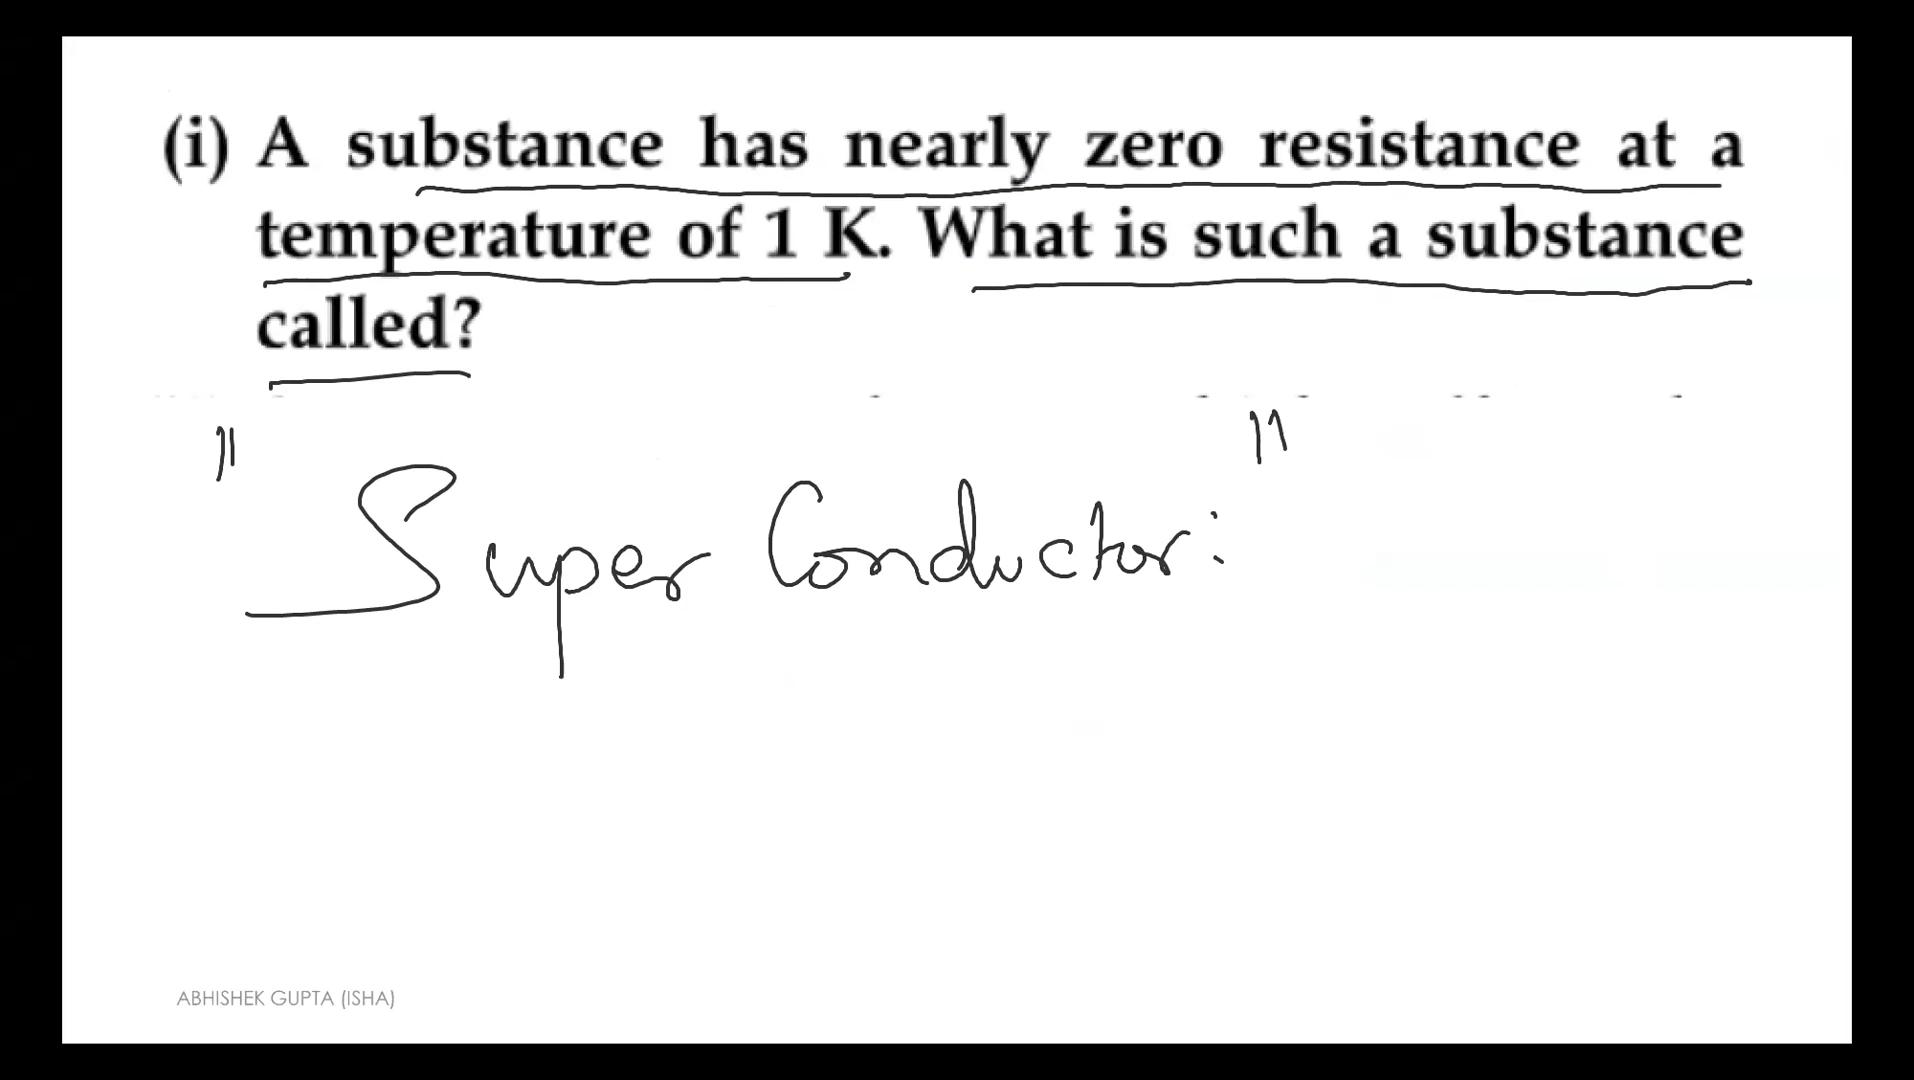 (i) A substance has nearly zero resistance at a
temperature of 1 K. What is such a substance
called?
"Super Conductor:"
ABHISHEK GUPTA (ISHA)